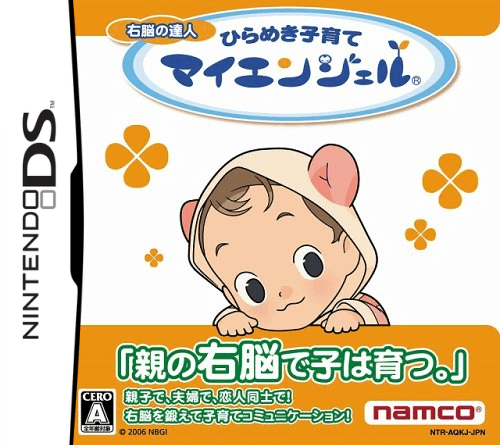 右脳の達人
ひらめき子育て
マイエンジェル®
NINTENDO DS™
「親の右脳で子は育つ。」
親子で、夫婦で、恋人同士で!
右脳を鍛えて子育てコミュニケーション!
CERO
A
全年齢対象
© 2006 NBGI
namco®
NTR-AQKJ-JPN